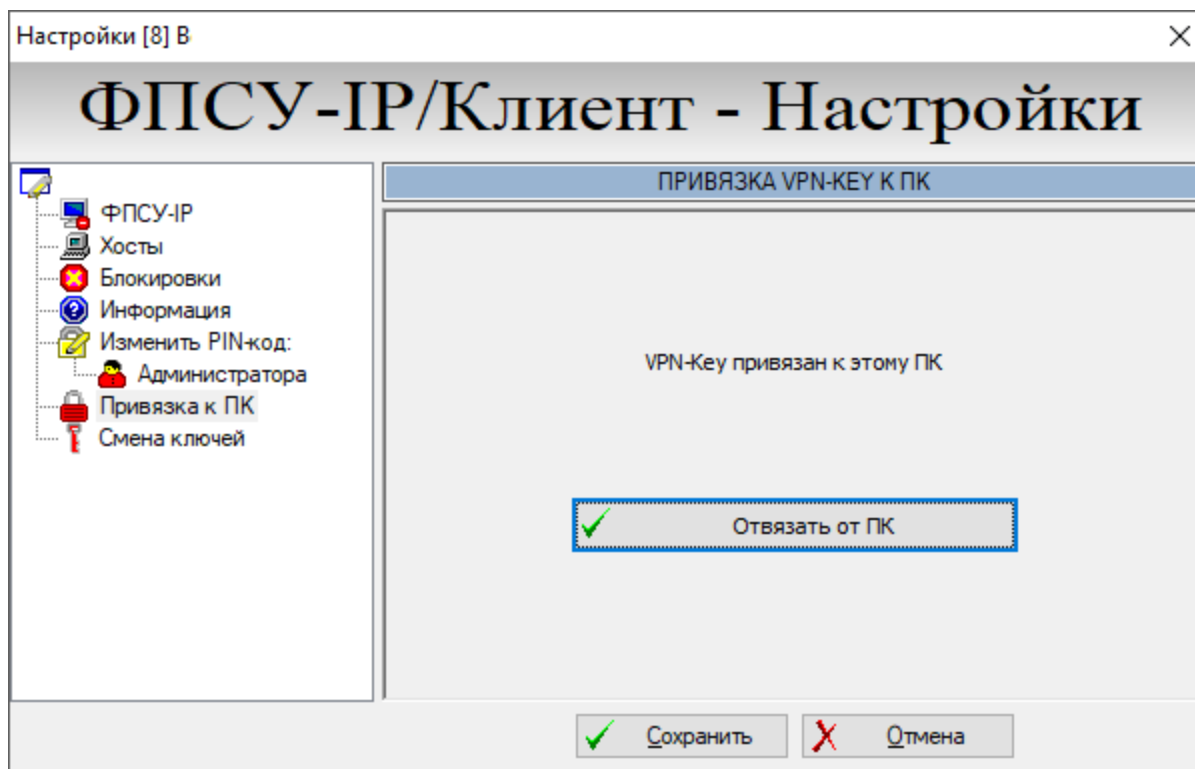 Настройки [8] В
ФПСУ-IP/Клиент - Настройки
ФПСУ-IP
Хосты
Блокировки
Информация
Изменить PIN-код:
Администратора
Привязка к ПК
Смена ключей
ПРИВЯЗКА VPN-KEY К ПК
VPN-Key привязан к этому ПК
Отвязать от ПК
Сохранить
Отмена